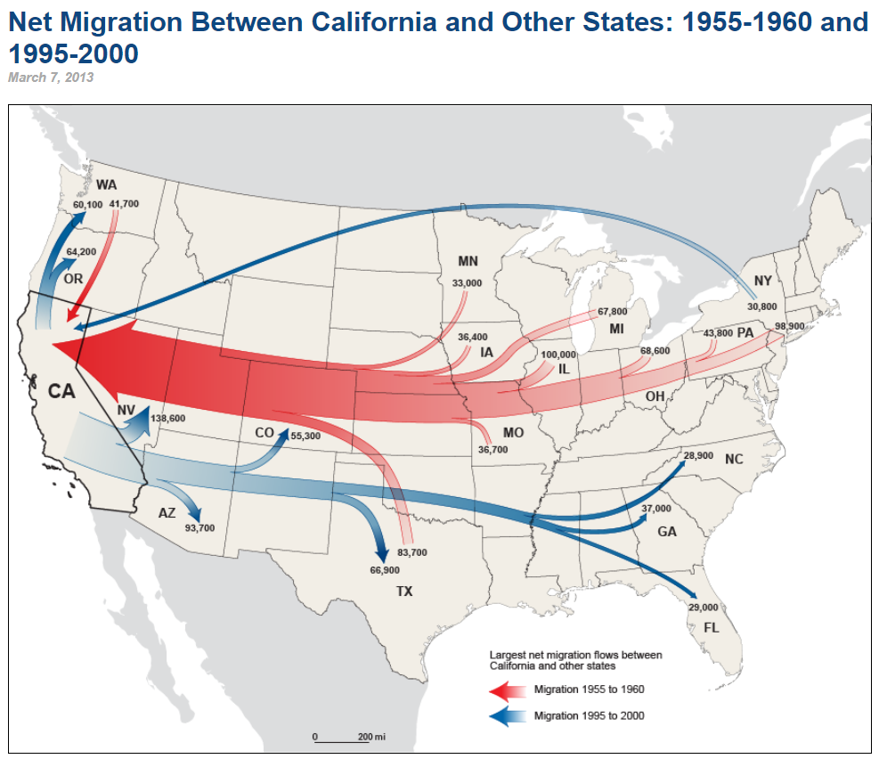 Net Migration Between California and Other States: 1955-1960 and
1995-2000
March 7, 2013
WA
60,100 41,700
64,200
OR
MN
33,000
NY
30,800
67,800
MI
36,400
IA
43,800 PA
98,900
100,000
IL
68,600
OH
CA
NV
138,600
CO
55,300
MO
36,700
28,900
NC
AZ
93,700
37,000
GA
83,700
66,900
TX
29,000
FL
Largest net migration flows between
California and other states
Migration 1955 to 1960
Migration 1995 to 2000
0 200 mi